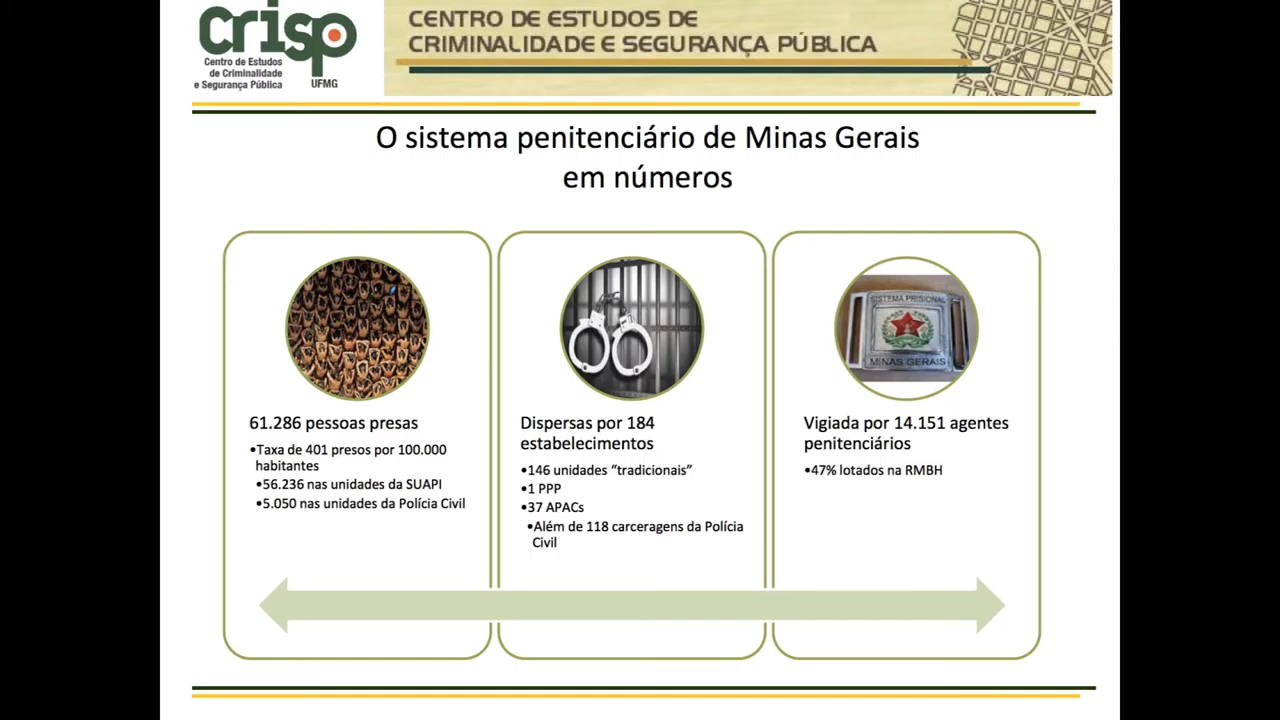 crisp
Centro de Estudos
de Criminalidade
e Segurança Pública
UFMG
CENTRO DE ESTUDOS DE
CRIMINALIDADE E SEGURANÇA PÚBLICA
O sistema penitenciário de Minas Gerais
em números
61.286 pessoas presas
•Taxa de 401 presos por 100.000
habitantes
•56.236 nas unidades da SUAPI
•5.050 nas unidades da Polícia Civil
Dispersas por 184
estabelecimentos
•146 unidades “tradicionais”
•1 PPP
•37 APACs
•Além de 118 carceragens da Polícia
Civil
SISTEMA PRISIONAL
MINAS GERAIS
Vigiada por 14.151 agentes
penitenciários
•47% lotados na RMBH